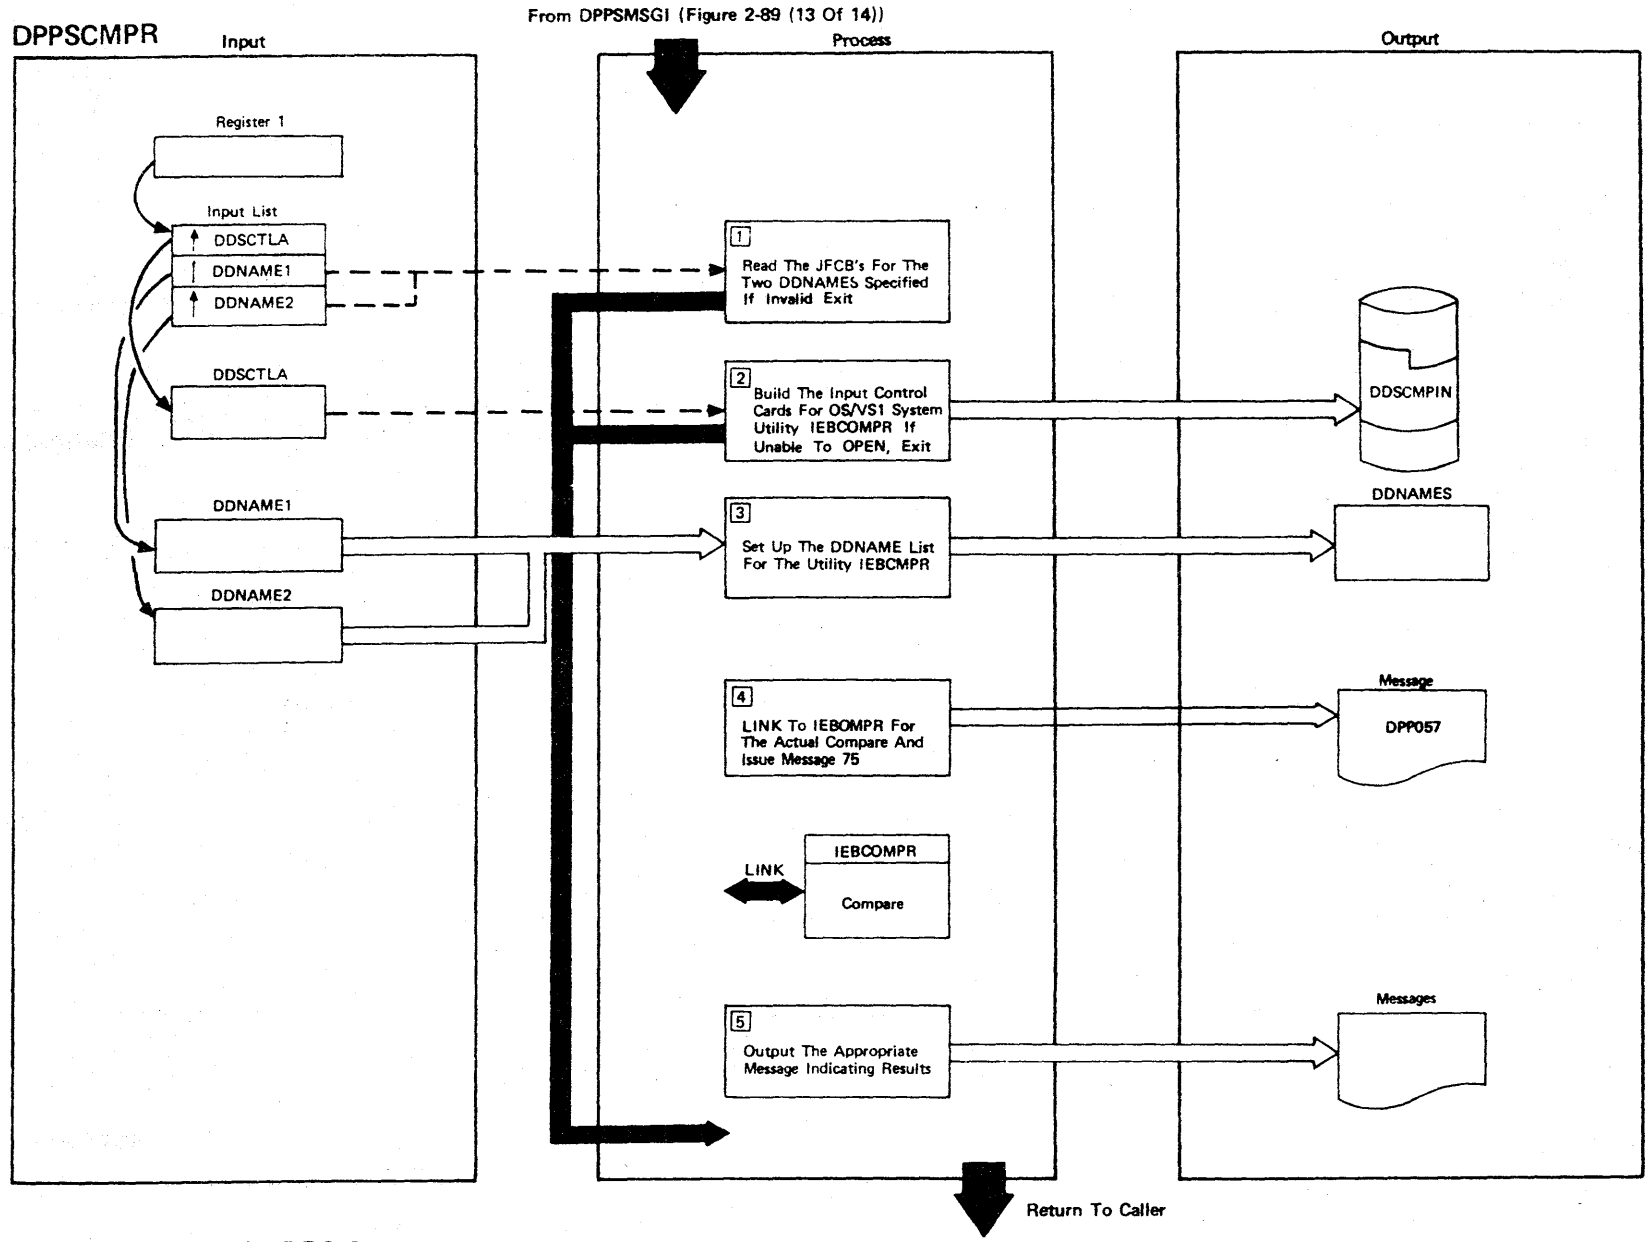 From DPPSMSGI (Figure 2-89 (13 Of 14))
DPPSCMPR
Input
Process
Output
Register 1
Input List
DDSCTLA
DDNAME1
DDNAME2
DDSCTLA
DDNAME1
DDNAME2
1
Read The JFCB's For The
Two DDNAMES Specified
If Invalid Exit
2
Build The Input Control
Cards For OS/VS1 System
Utility IEBCOMPR If
Unable To OPEN, Exit
3
Set Up The DDNAME List
For The Utility IEBCMPR
4
LINK To IEBOMPR For
The Actual Compare And
Issue Message 75
LINK
IEBCOMPR
Compare
5
Output The Appropriate
Message Indicating Results
DDSCMPIN
DDNAMES
Message
DPP057
Messages
Return To Caller